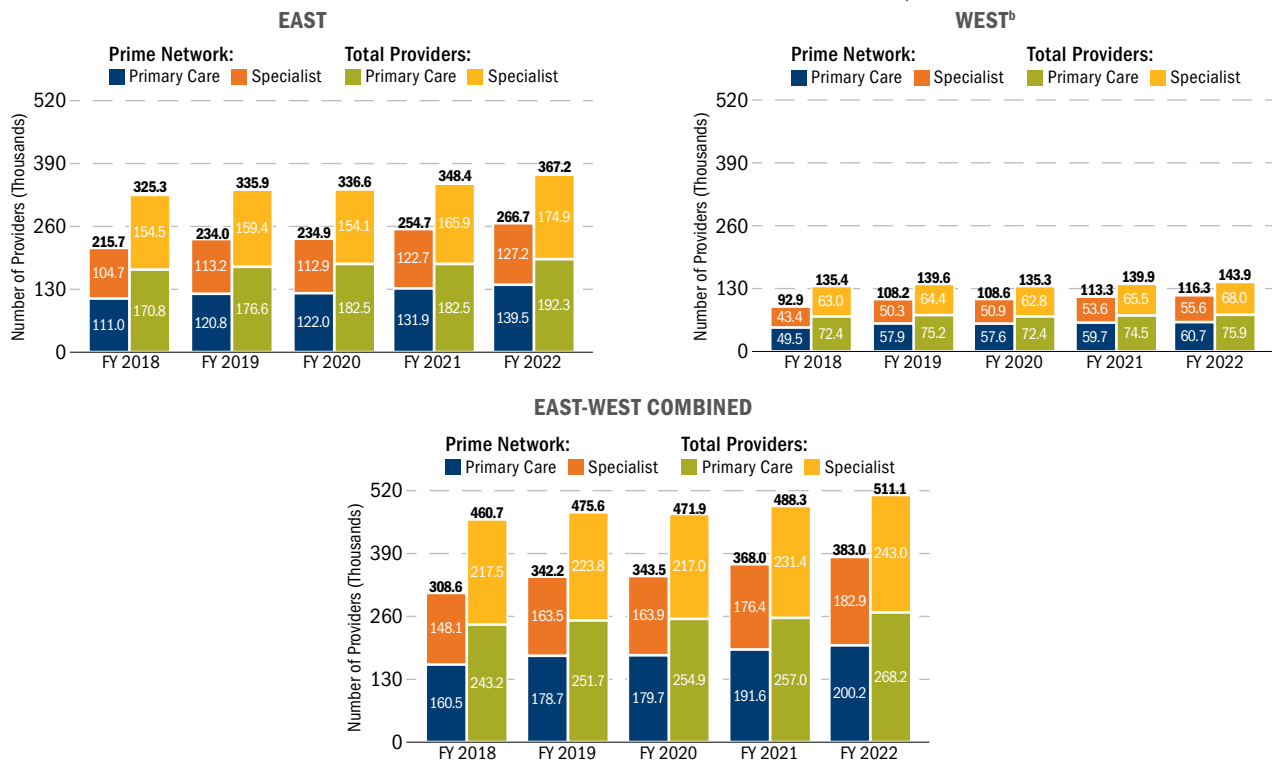 EAST
Prime Network: Total Providers:
Primary Care Specialist Primary Care Specialist
Number of Providers (Thousands)
520
390
260
130
0
215.7 325.3 234.0 335.9 234.9 336.6 254.7 348.4 266.7 367.2
104.7 154.5 113.2 159.4 112.9 154.1 122.7 165.9 127.2 174.9
111.0 170.8 120.8 176.6 122.0 182.5 131.9 182.5 139.5 192.3
FY 2018 FY 2019 FY 2020 FY 2021 FY 2022
WESTᵇ
Prime Network: Total Providers:
Primary Care Specialist Primary Care Specialist
Number of Providers (Thousands)
520
390
260
130
0
92.9 135.4 108.2 139.6 108.6 135.3 113.3 139.9 116.3 143.9
43.4 63.0 50.3 64.4 50.9 62.8 53.6 65.5 55.6 68.0
49.5 72.4 57.9 75.2 57.6 72.4 59.7 74.5 60.7 75.9
FY 2018 FY 2019 FY 2020 FY 2021 FY 2022
EAST-WEST COMBINED
Prime Network: Total Providers:
Primary Care Specialist Primary Care Specialist
Number of Providers (Thousands)
520
390
260
130
0
308.6 460.7 342.2 475.6 343.5 471.9 368.0 488.3 383.0 511.1
148.1 217.5 163.5 223.8 163.9 217.0 176.4 231.4 182.9 243.0
160.5 243.2 178.7 251.7 179.7 254.9 191.6 257.0 200.2 268.2
FY 2018 FY 2019 FY 2020 FY 2021 FY 2022